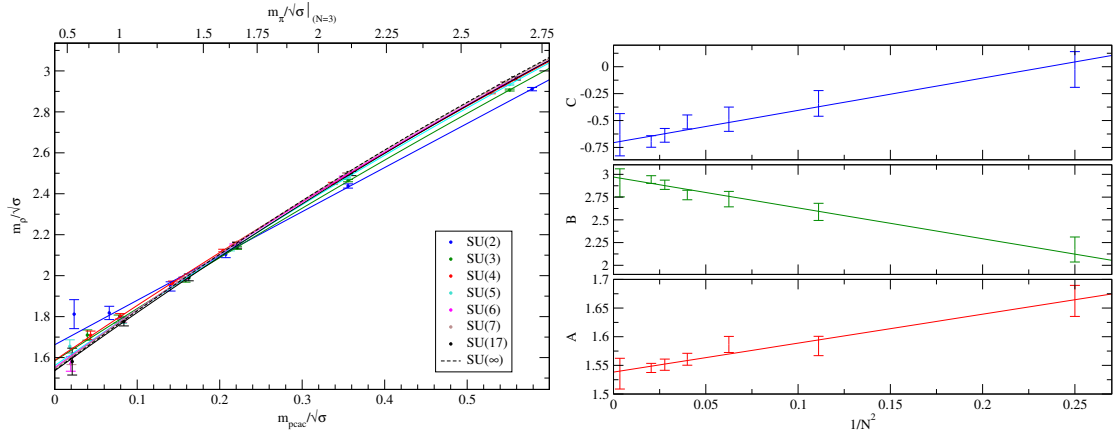 m_π/√σ|_(N=3)
0.5 1 1.5 1.75 2 2.25 2.5 2.75
3
2.8
2.6
2.4
2.2
2
1.8
1.6
m_ρ/√σ
SU(2)
SU(3)
SU(4)
SU(5)
SU(6)
SU(7)
SU(17)
SU(∞)
0 0.1 0.2 0.3 0.4 0.5
m_pcac/√σ
0
-0.25
-0.5
-0.75
C
3
2.75
2.5
2.25
2
B
1.7
1.65
1.6
1.55
1.5
A
0 0.05 0.1 0.15 0.2 0.25
1/N²